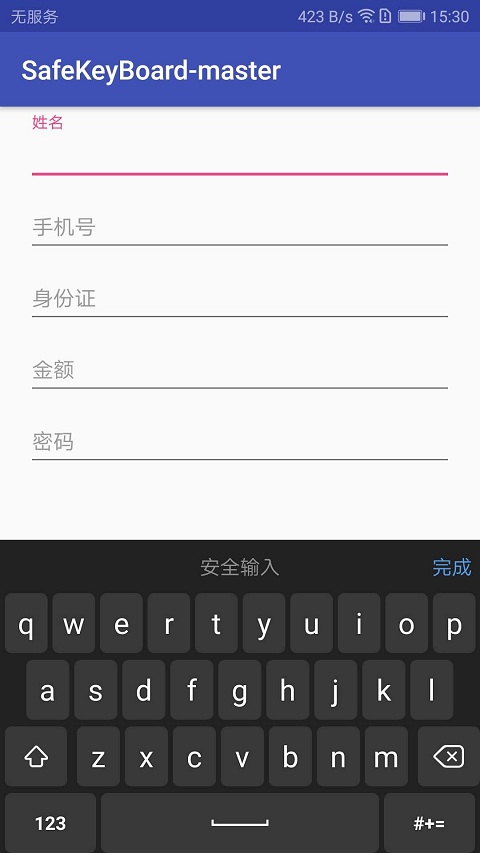 无服务 423 B/s 15:30
SafeKeyBoard-master
姓名
手机号
身份证
金额
密码
安全输入 完成
q w e r t y u i o p
a s d f g h j k l
z x c v b n m
123 #+=